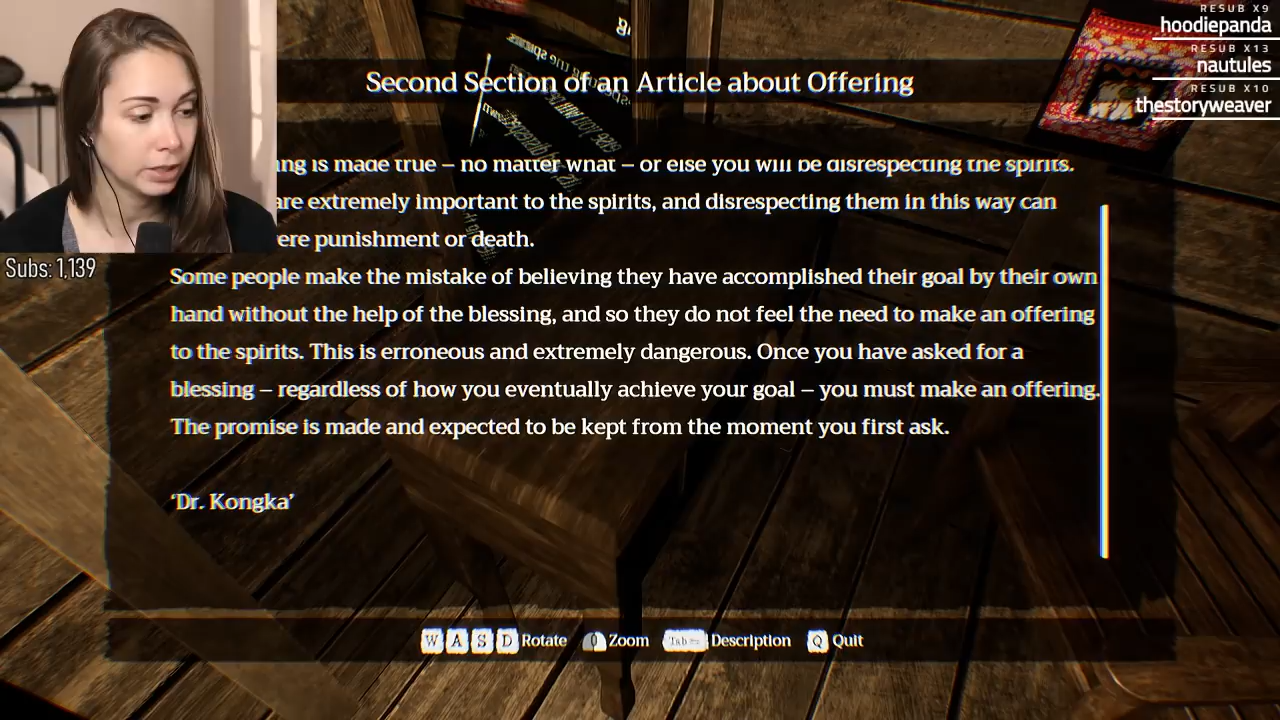 RESUB X9
hoodiepanda
RESUB X13
nautules
RESUB X10
thestoryweaver
Second Section of an Article about Offering
is made true – no matter what – or else you will be disrespecting the spirits.
are extremely important to the spirits, and disrespecting them in this way can
punishment or death.
Subs: 1,139
Some people make the mistake of believing they have accomplished their goal by their own
hand without the help of the blessing, and so they do not feel the need to make an offering
to the spirits. This is erroneous and extremely dangerous. Once you have asked for a
blessing – regardless of how you eventually achieve your goal – you must make an offering.
The promise is made and expected to be kept from the moment you first ask.
‘Dr. Kongka’
W A S D Rotate Zoom Tab Description Q Quit